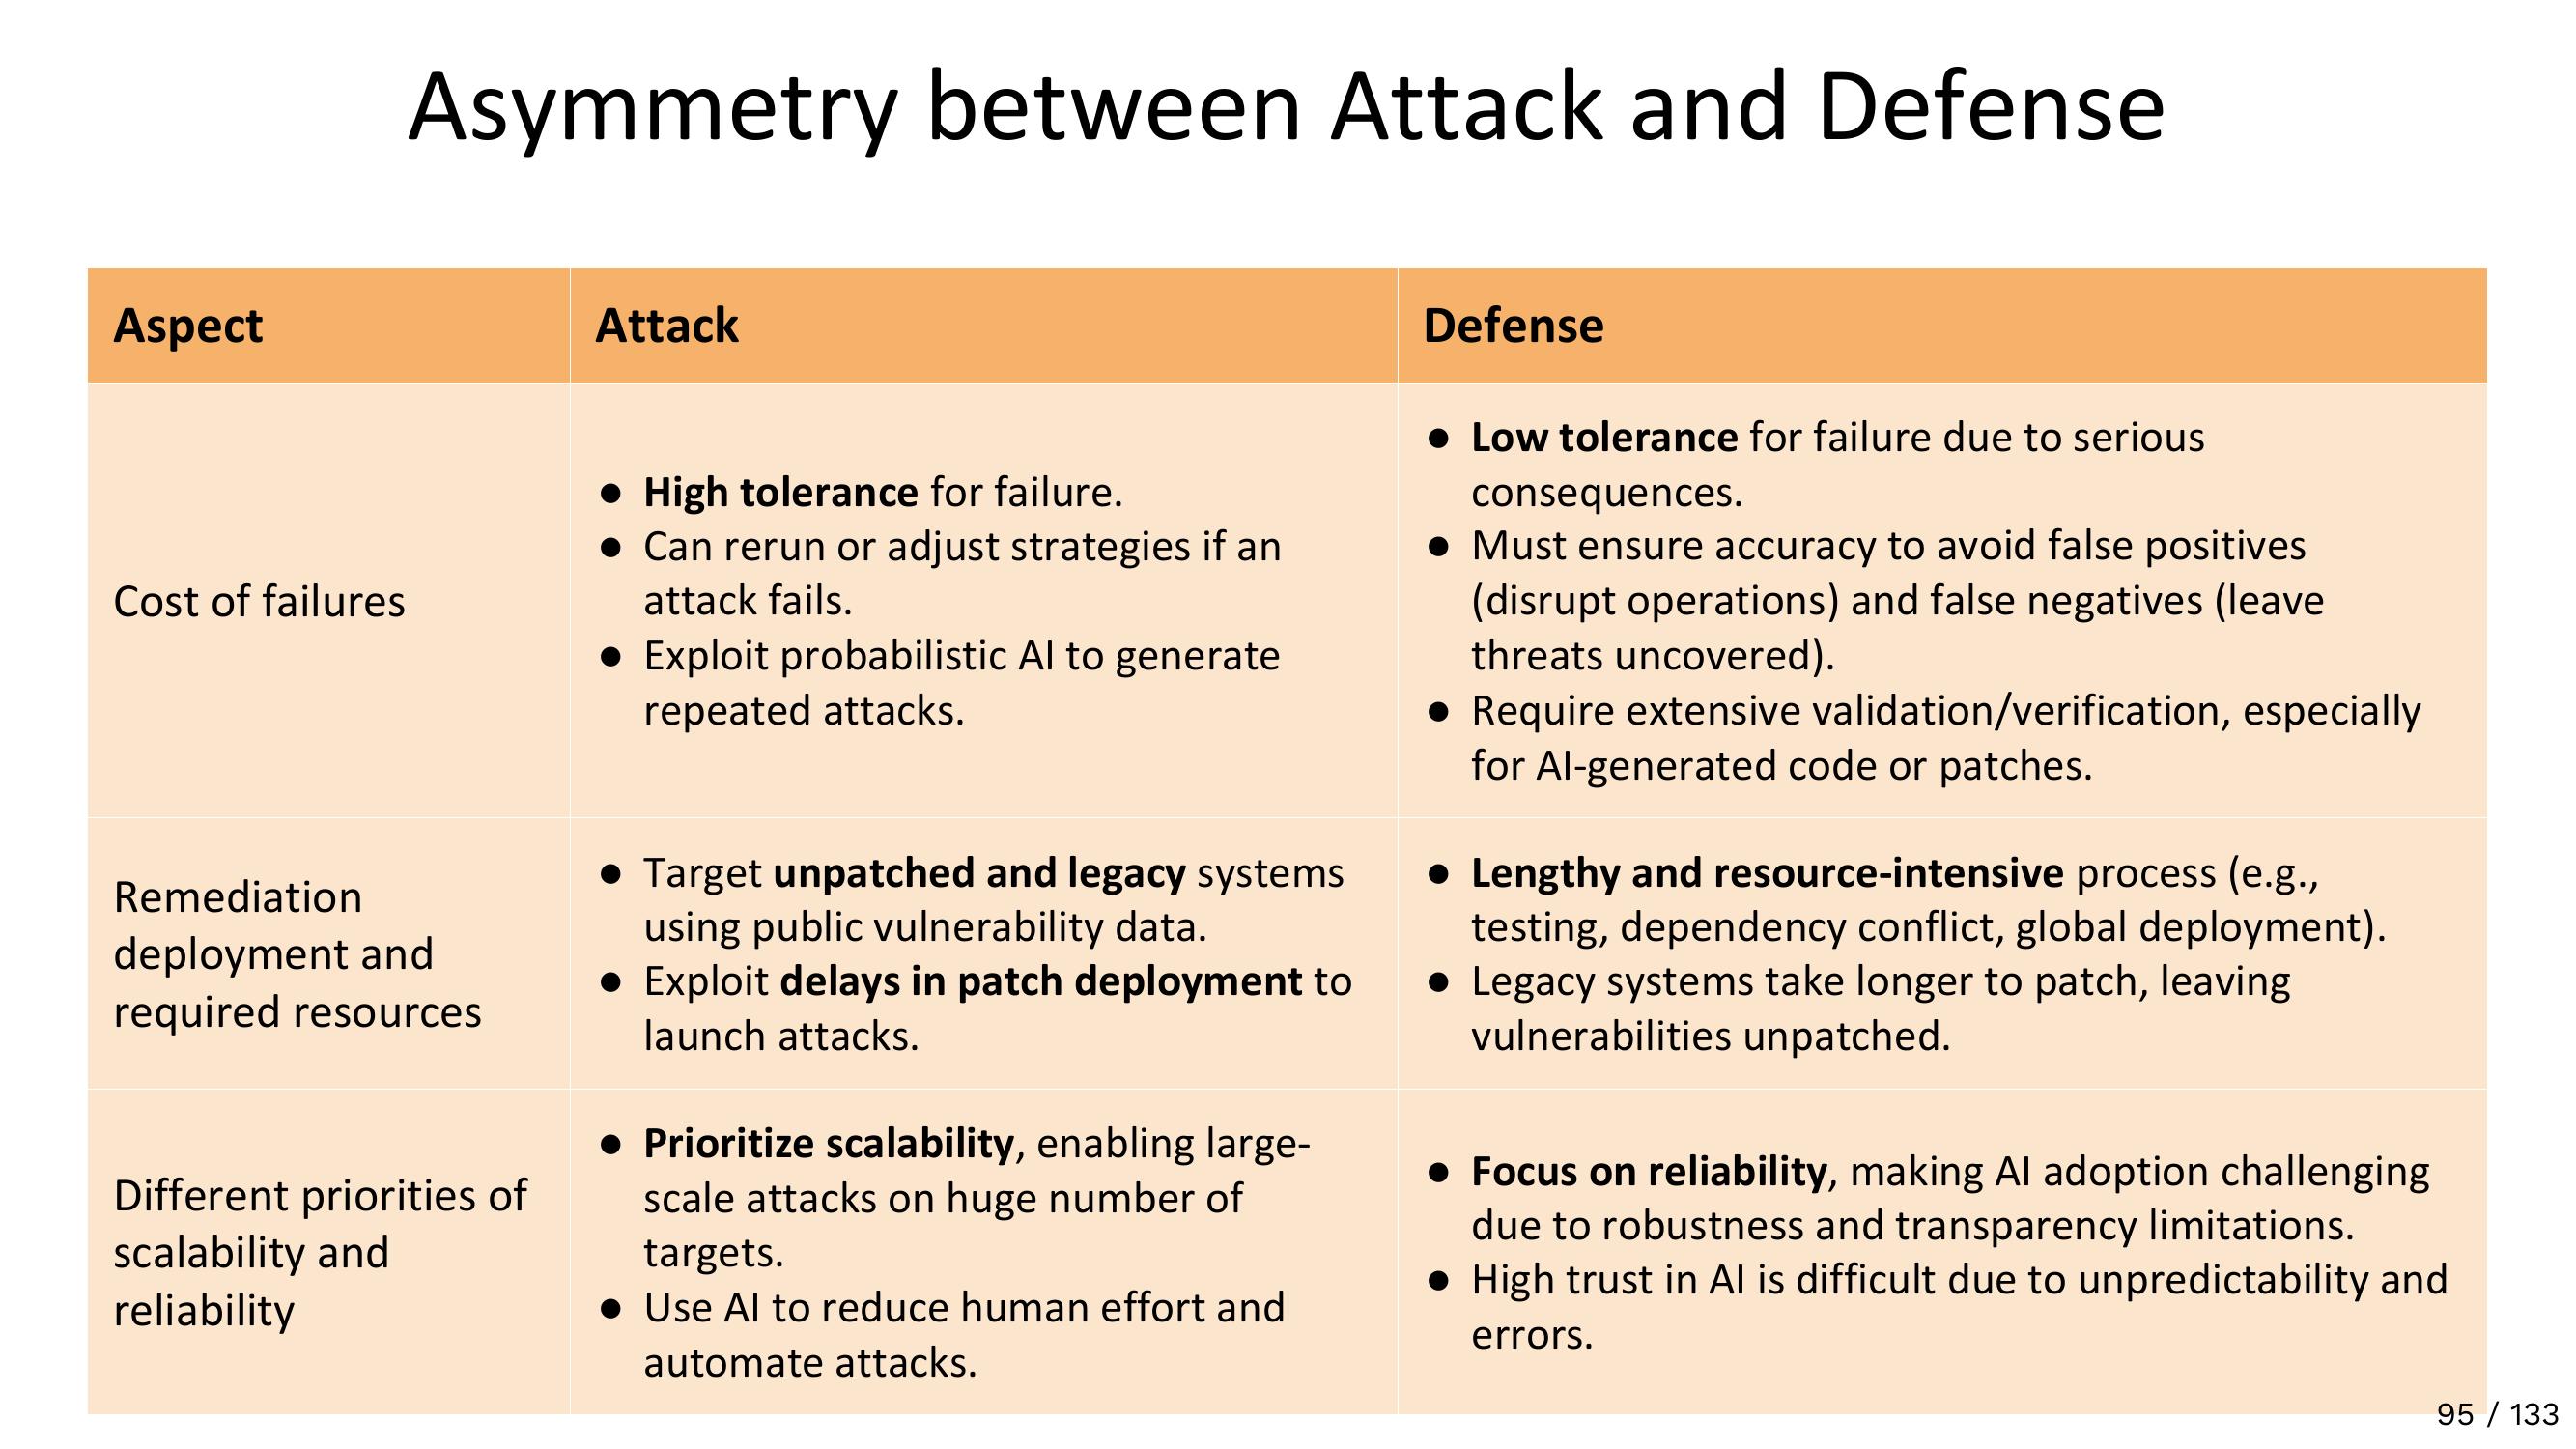 Asymmetry between Attack and Defense
Aspect
Attack
Defense
Cost of failures
● High tolerance for failure.
● Can rerun or adjust strategies if an
attack fails.
● Exploit probabilistic AI to generate
repeated attacks.
● Low tolerance for failure due to serious
consequences.
● Must ensure accuracy to avoid false positives
(disrupt operations) and false negatives (leave
threats uncovered).
● Require extensive validation/verification, especially
for AI-generated code or patches.
Remediation
deployment and
required resources
● Target unpatched and legacy systems
using public vulnerability data.
● Exploit delays in patch deployment to
launch attacks.
● Lengthy and resource-intensive process (e.g.,
testing, dependency conflict, global deployment).
● Legacy systems take longer to patch, leaving
vulnerabilities unpatched.
Different priorities of
scalability and
reliability
● Prioritize scalability, enabling large-
scale attacks on huge number of
targets.
● Use AI to reduce human effort and
automate attacks.
● Focus on reliability, making AI adoption challenging
due to robustness and transparency limitations.
● High trust in AI is difficult due to unpredictability and
errors.
95 / 133